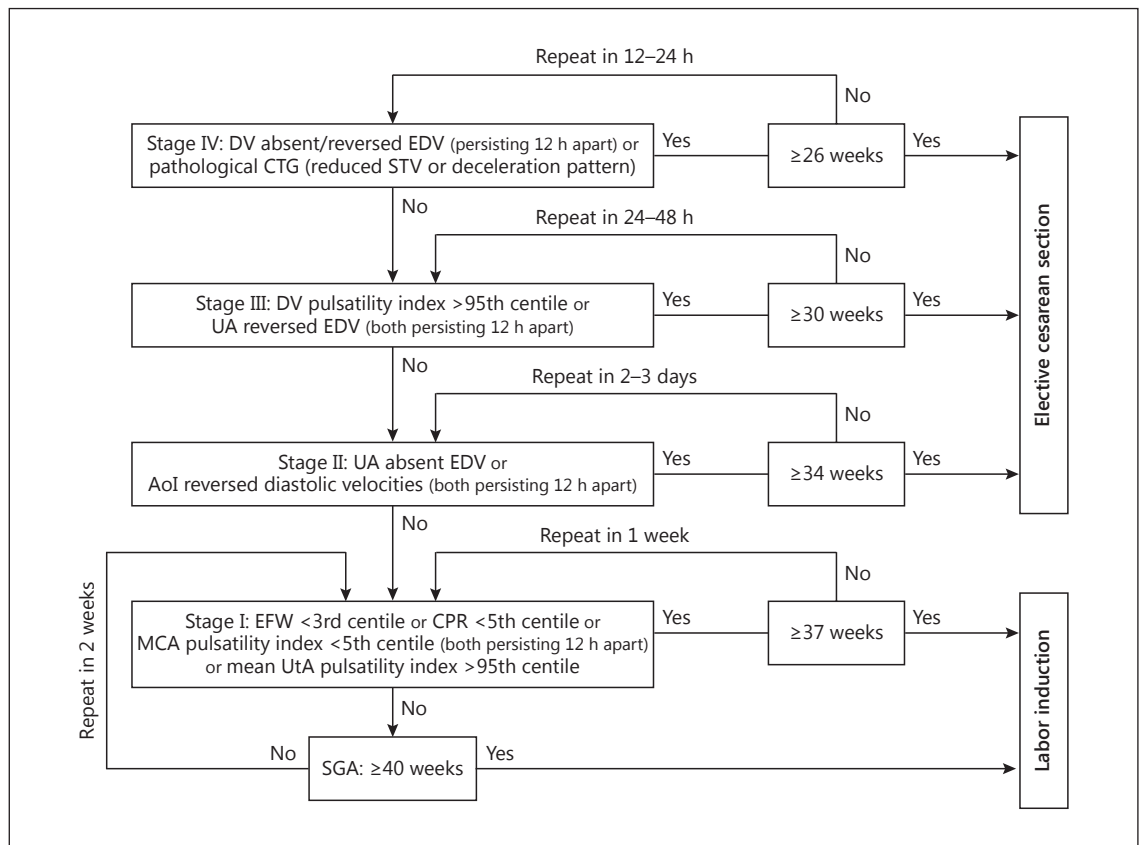 Repeat in 12–24 h
No
Stage IV: DV absent/reversed EDV (persisting 12 h apart) or
pathological CTG (reduced STV or deceleration pattern)
Yes
≥26 weeks
Yes
No
Repeat in 24–48 h
No
Stage III: DV pulsatility index >95th centile or
UA reversed EDV (both persisting 12 h apart)
Yes
≥30 weeks
Yes
Elective cesarean section
No
Repeat in 2–3 days
No
Stage II: UA absent EDV or
AoI reversed diastolic velocities (both persisting 12 h apart)
Yes
≥34 weeks
Yes
No
Repeat in 1 week
No
Repeat in 2 weeks
Stage I: EFW <3rd centile or CPR <5th centile or
MCA pulsatility index <5th centile (both persisting 12 h apart)
or mean UtA pulsatility index >95th centile
Yes
≥37 weeks
Yes
Labor induction
No
No
SGA: ≥40 weeks
Yes